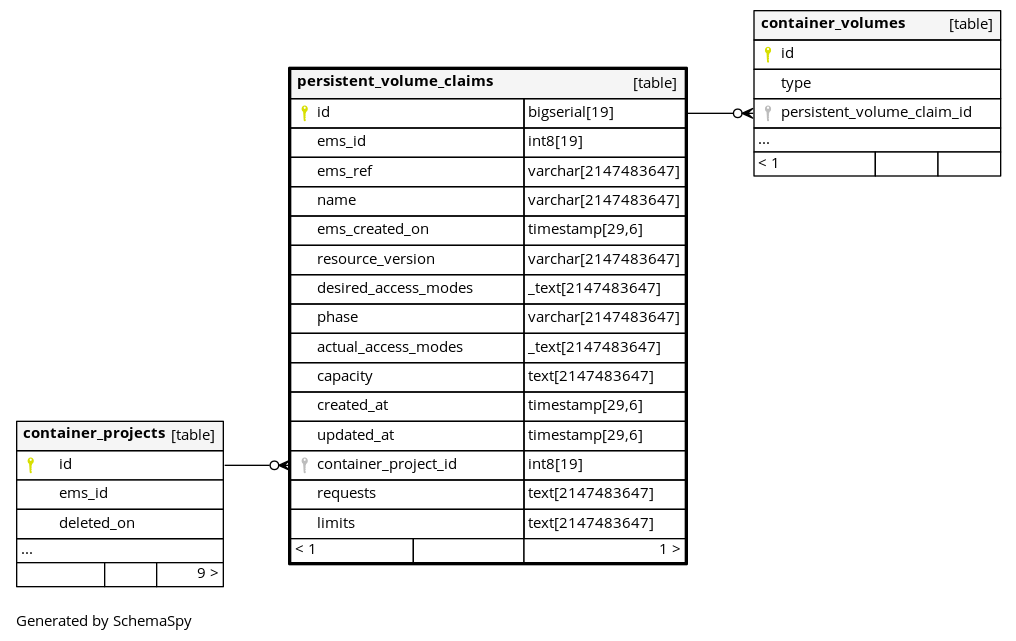 container_volumes [table]
id
type
persistent_volume_claim_id
...
< 1
persistent_volume_claims [table]
id bigserial[19]
ems_id int8[19]
ems_ref varchar[2147483647]
name varchar[2147483647]
ems_created_on timestamp[29,6]
resource_version varchar[2147483647]
desired_access_modes _text[2147483647]
phase varchar[2147483647]
actual_access_modes _text[2147483647]
capacity text[2147483647]
created_at timestamp[29,6]
updated_at timestamp[29,6]
container_project_id int8[19]
requests text[2147483647]
limits text[2147483647]
< 1 1 >
container_projects [table]
id
ems_id
deleted_on
...
9 >
Generated by SchemaSpy